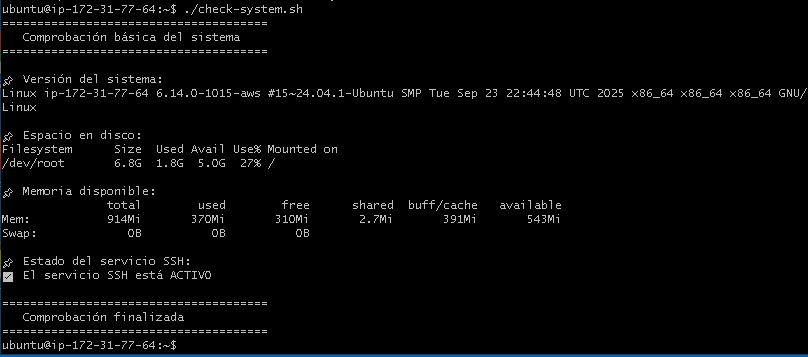 ubuntu@ip-172-31-77-64:~$ ./check-system.sh
======================================
   Comprobación básica del sistema
======================================

📌 Versión del sistema:
Linux ip-172-31-77-64 6.14.0-1015-aws #15~24.04.1-Ubuntu SMP Tue Sep 23 22:44:48 UTC 2025 x86_64 x86_64 x86_64 GNU/
Linux

📌 Espacio en disco:
Filesystem      Size  Used Avail Use% Mounted on
/dev/root       6.8G  1.8G  5.0G  27% /

📌 Memoria disponible:
               total        used        free      shared  buff/cache   available
Mem:           914Mi       370Mi       310Mi       2.7Mi       391Mi       543Mi
Swap:             0B          0B          0B

📌 Estado del servicio SSH:
✅ El servicio SSH está ACTIVO

======================================
   Comprobación finalizada
======================================
ubuntu@ip-172-31-77-64:~$